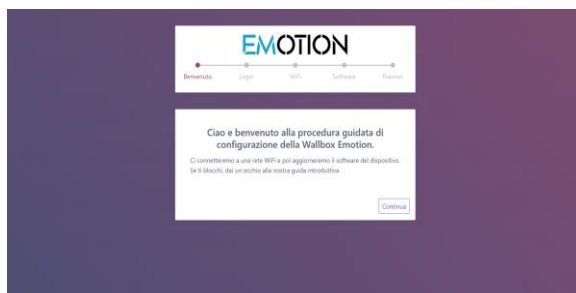 EMOTION
Benvenuto Login WiFi Software Riavvio
Ciao e benvenuto alla procedura guidata di
configurazione della Wallbox Emotion.
Ci connetteremo a una rete WiFi e poi aggiorneremo il software del dispositivo.
Se ti blocchi, dai un occhio alla nostra guida introduttiva
Continua